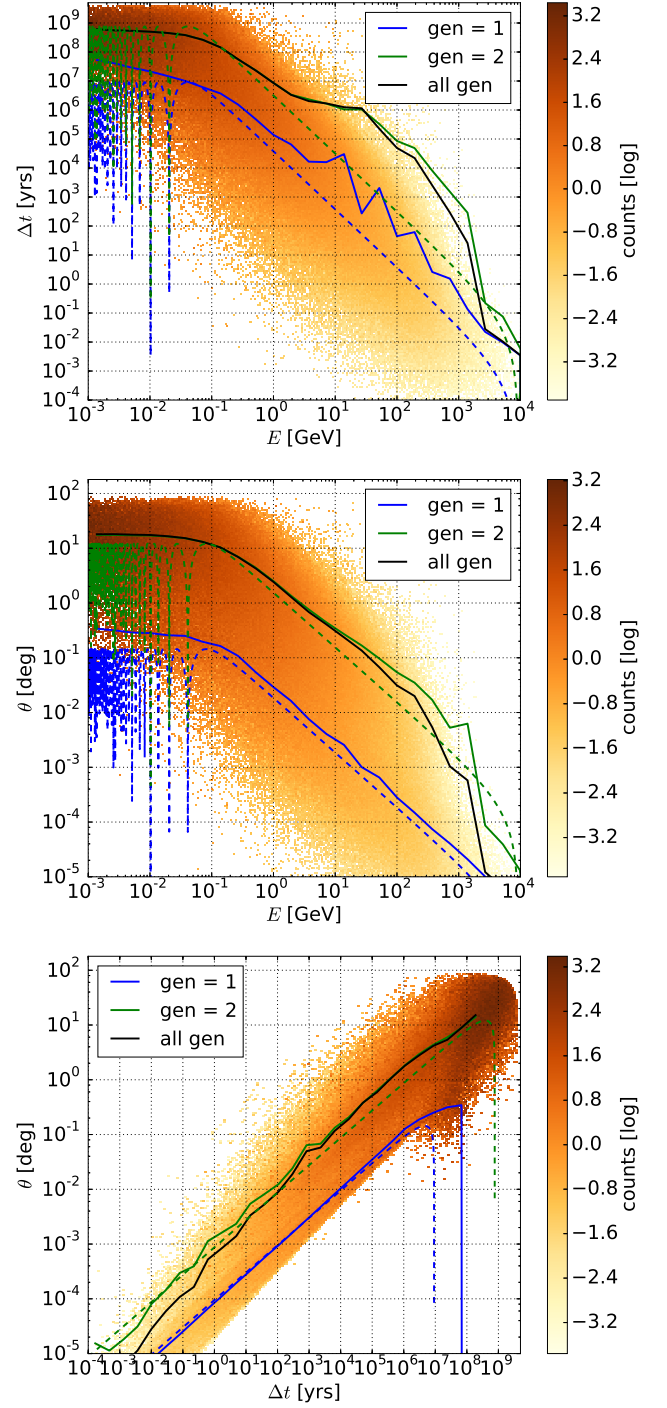 10^9
10^8
10^7
10^6
10^5
10^4
10^3
10^2
10^1
10^0
10^-1
10^-2
10^-3
10^-4
Δt [yrs]
gen = 1
gen = 2
all gen
10^-3 10^-2 10^-1 10^0 10^1 10^2 10^3 10^4
E [GeV]
3.2
2.4
1.6
0.8
0.0
−0.8
−1.6
−2.4
−3.2
counts [log]
10^2
10^1
10^0
10^-1
10^-2
10^-3
10^-4
10^-5
θ [deg]
gen = 1
gen = 2
all gen
10^-3 10^-2 10^-1 10^0 10^1 10^2 10^3 10^4
E [GeV]
3.2
2.4
1.6
0.8
0.0
−0.8
−1.6
−2.4
−3.2
counts [log]
10^2
10^1
10^0
10^-1
10^-2
10^-3
10^-4
10^-5
θ [deg]
gen = 1
gen = 2
all gen
10^-4 10^-3 10^-2 10^-1 10^0 10^1 10^2 10^3 10^4 10^5 10^6 10^7 10^8 10^9
Δt [yrs]
3.2
2.4
1.6
0.8
0.0
−0.8
−1.6
−2.4
−3.2
counts [log]